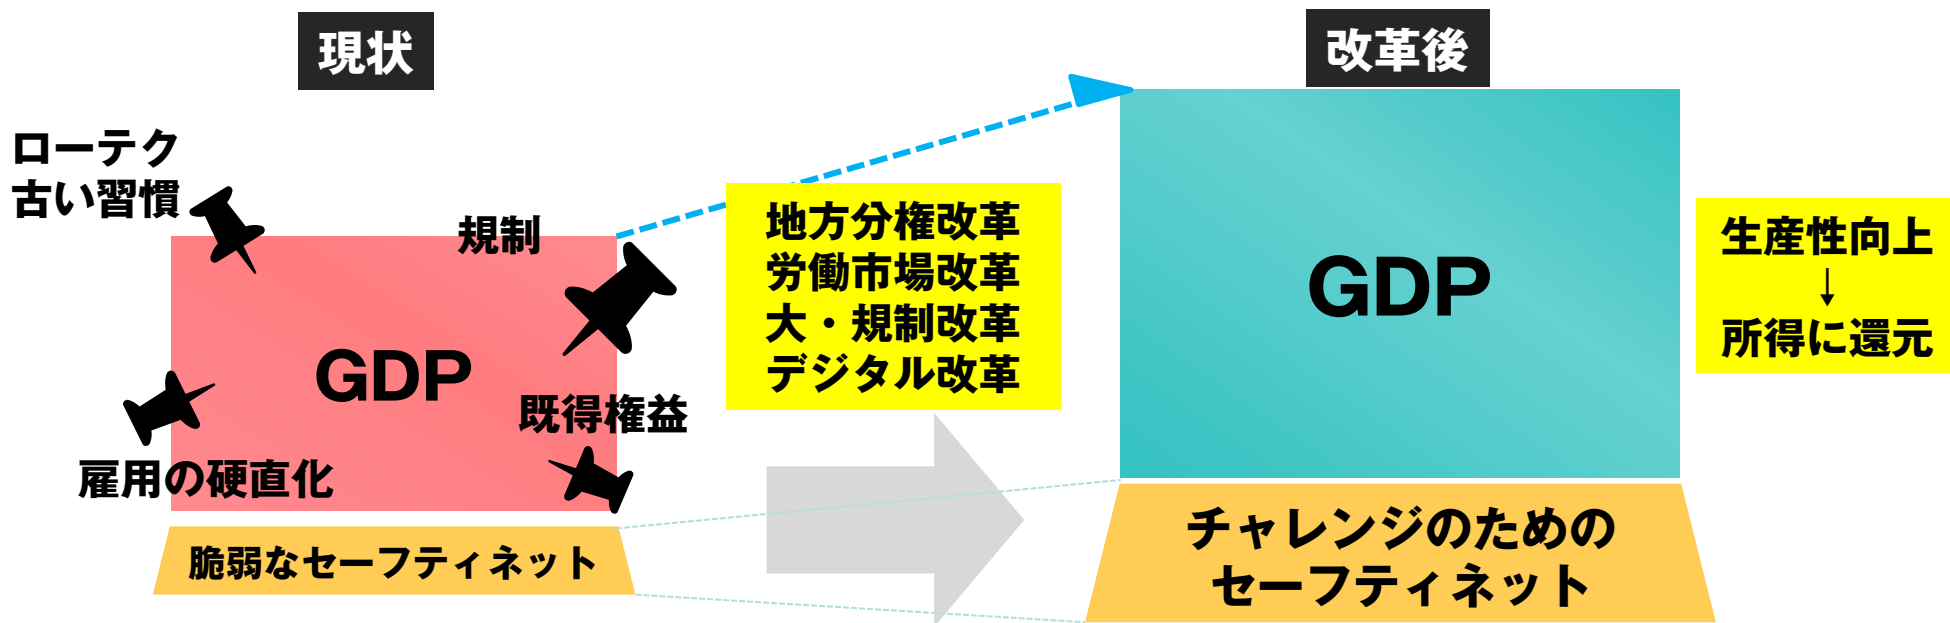 現状
ローテク
古い習慣
規制
GDP
既得権益
雇用の硬直化
脆弱なセーフティネット
地方分権改革
労働市場改革
大・規制改革
デジタル改革
改革後
GDP
チャレンジのための
セーフティネット
生産性向上
↓
所得に還元